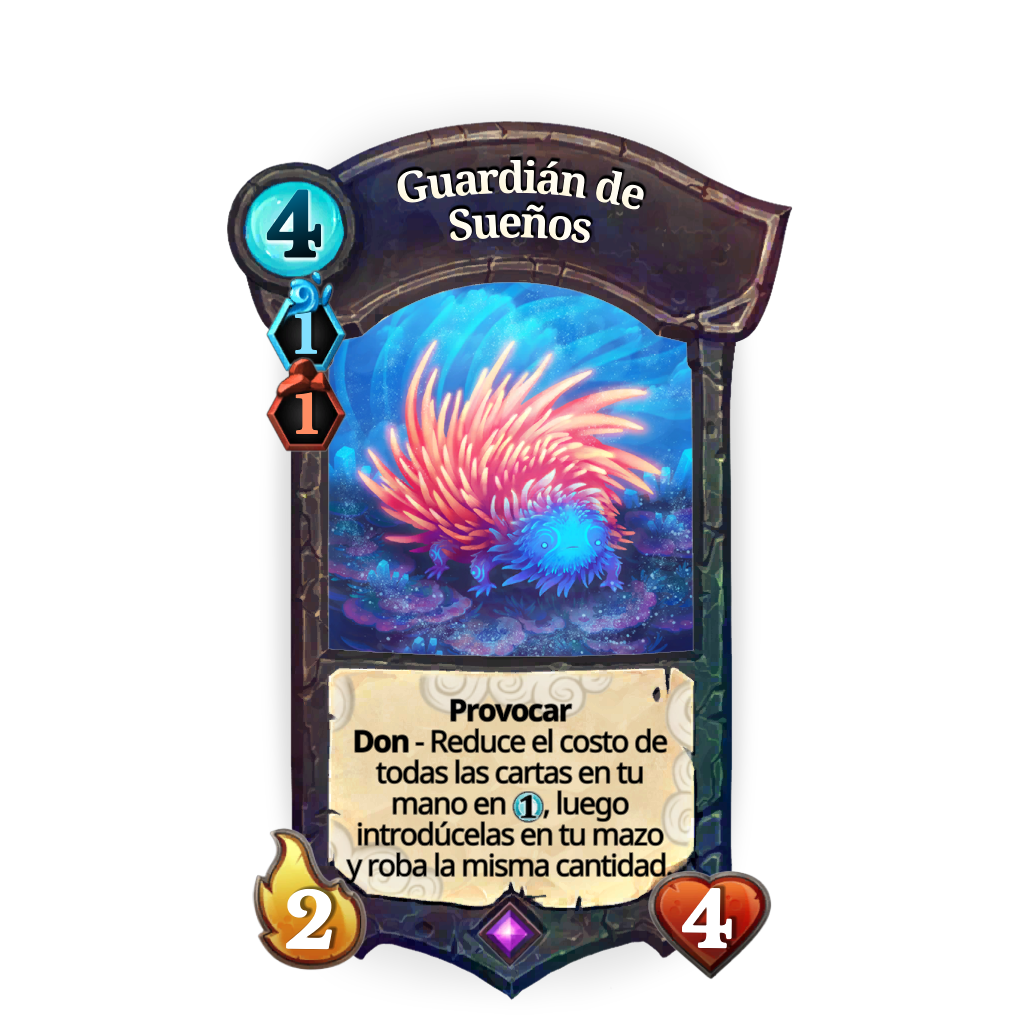 Guardián de
Sueños
4
1
1
Provocar
Don - Reduce el costo de
todas las cartas en tu
mano en 1, luego
introdúcelas en tu mazo
y roba la misma cantidad.
2
4